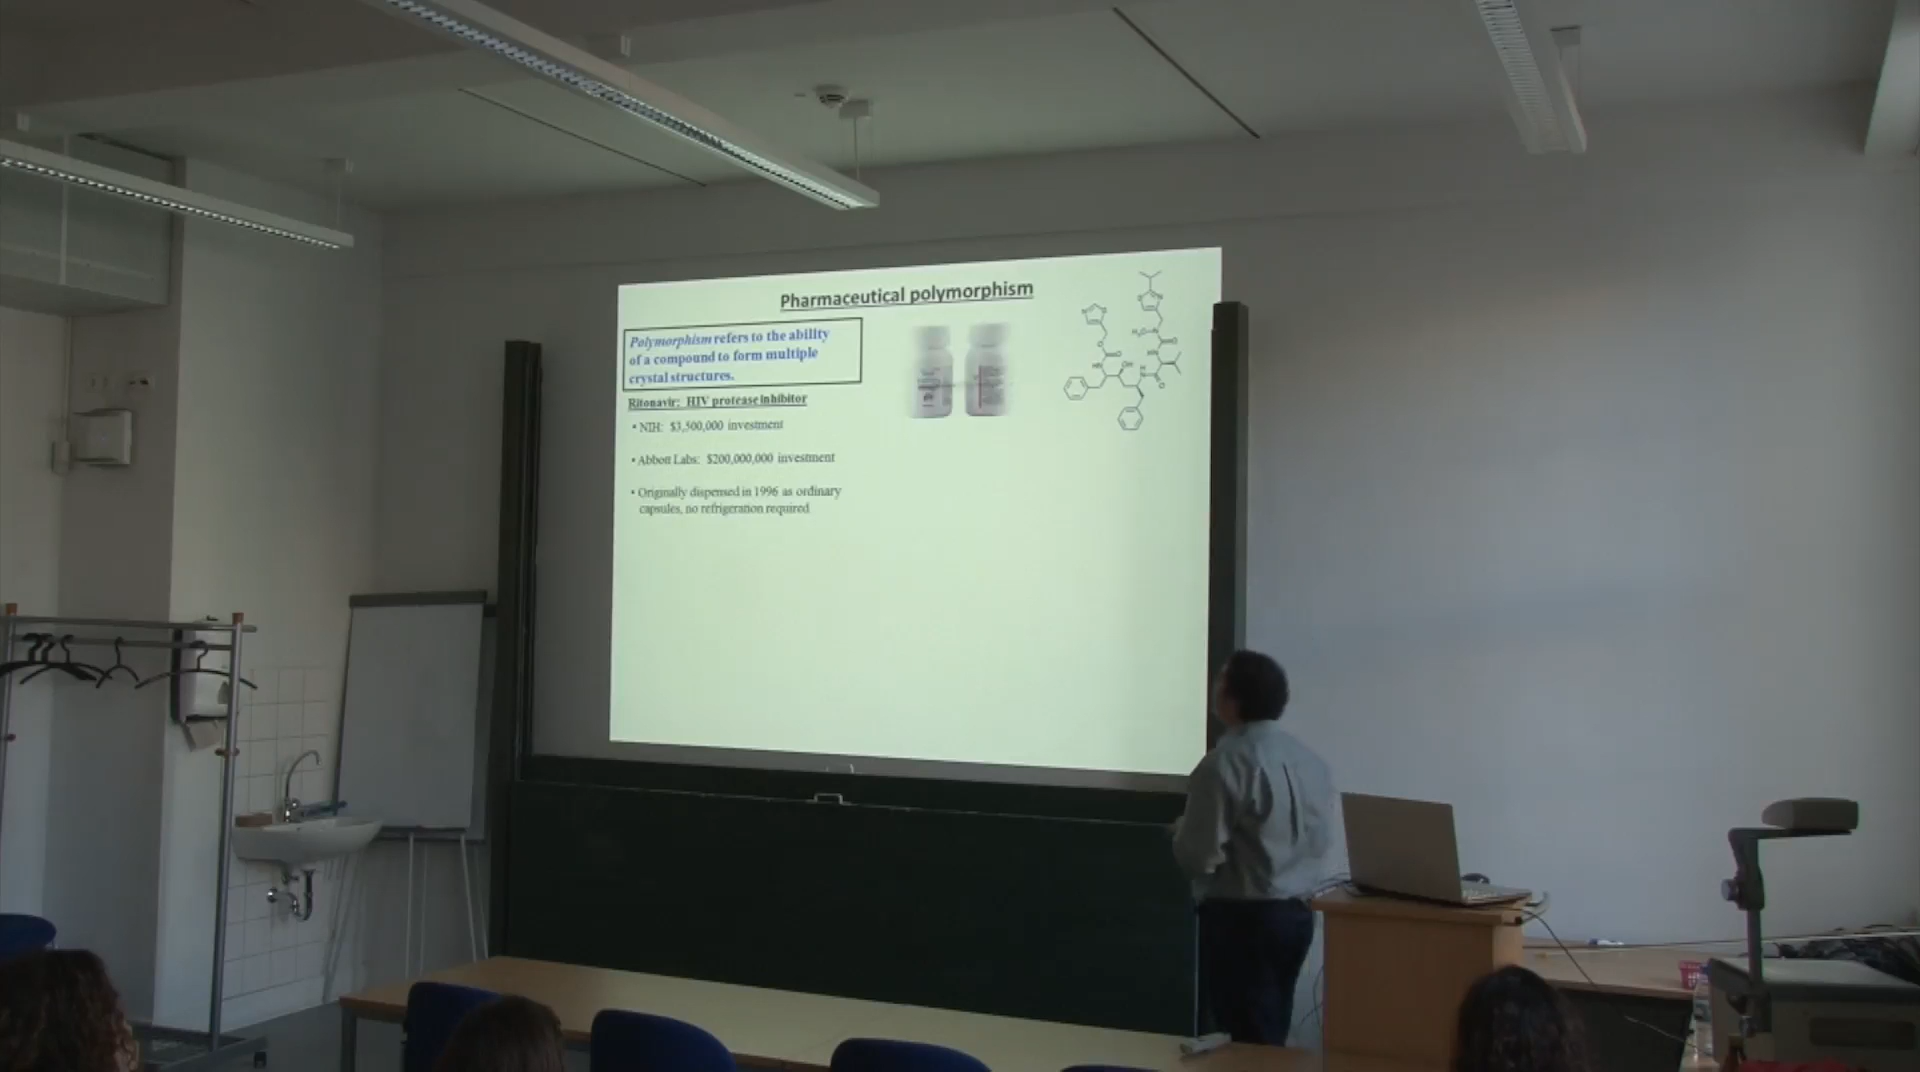 Pharmaceutical polymorphism
Polymorphism refers to the ability
of a compound to form multiple
crystal structures.
Ritonavir: HIV protease inhibitor
• NIH: $3,500,000 investment
• Abbott Labs: $200,000,000 investment
• Originally dispensed in 1996 as ordinary
capsules, no refrigeration required